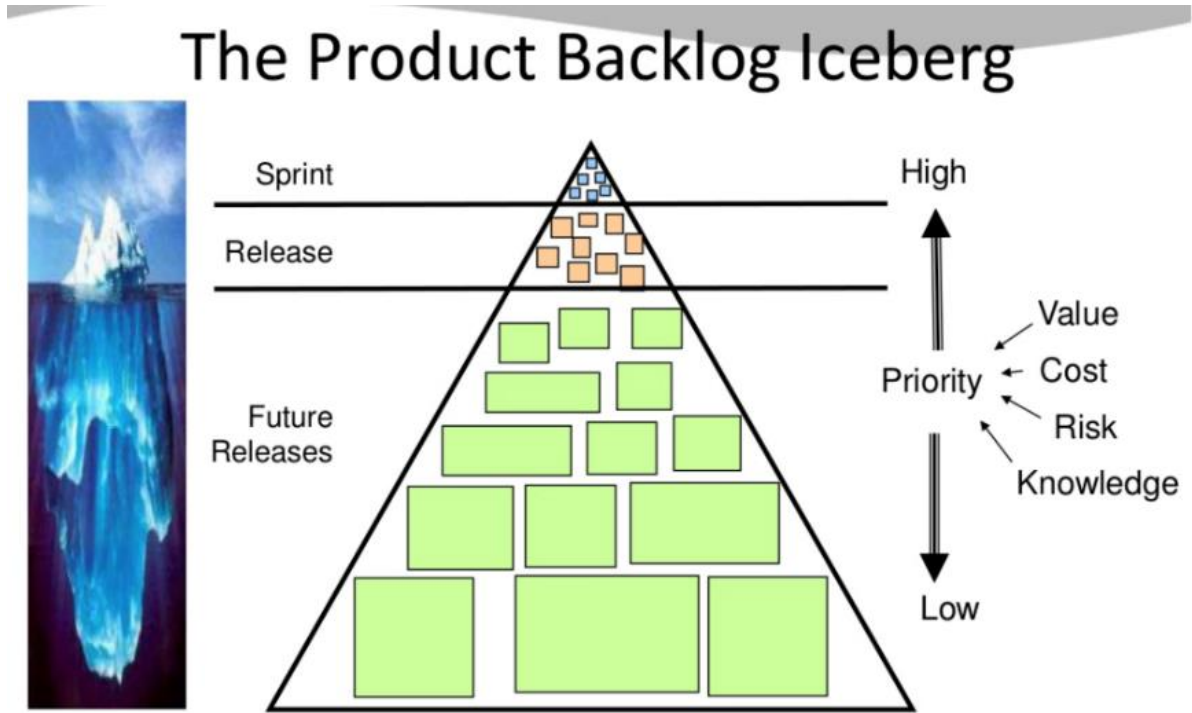 The Product Backlog Iceberg
Sprint
High
Release
Value
Cost
Priority
Risk
Future
Releases
Knowledge
Low